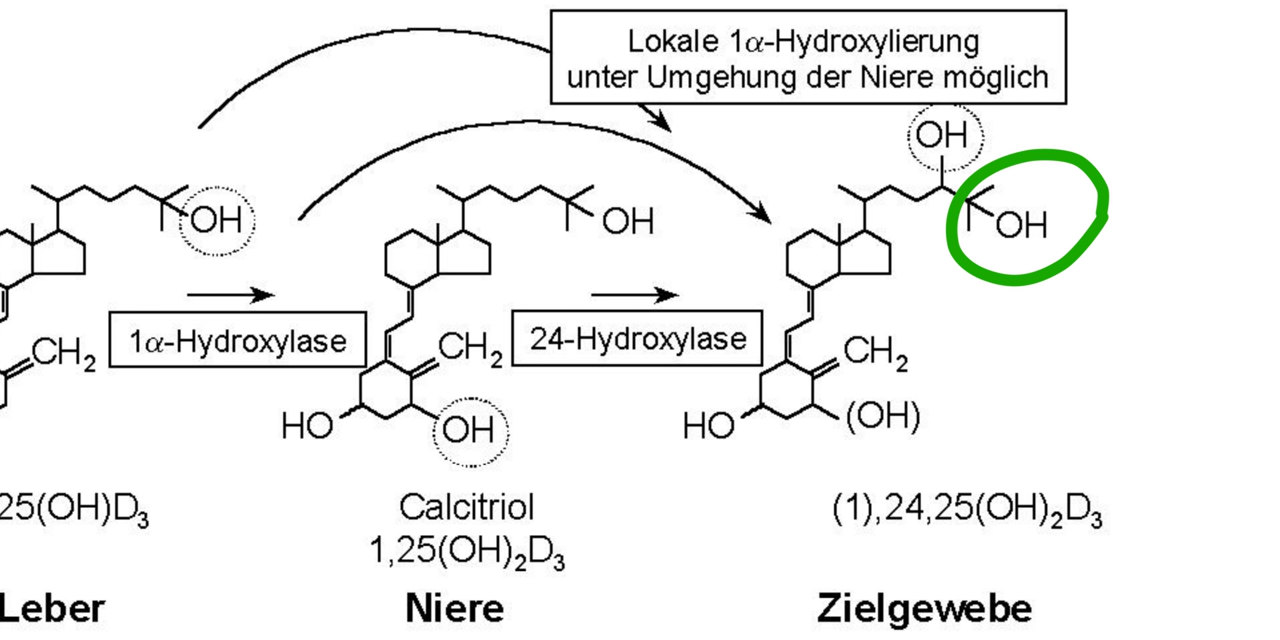 Lokale 1α-Hydroxylierung
unter Umgehung der Niere möglich
OH
OH
OH
OH
1α-Hydroxylase
24-Hydroxylase
CH₂
CH₂
CH₂
HO
OH
HO
(OH)
25(OH)D₃
Calcitriol
1,25(OH)₂D₃
(1),24,25(OH)₂D₃
Leber
Niere
Zielgewebe